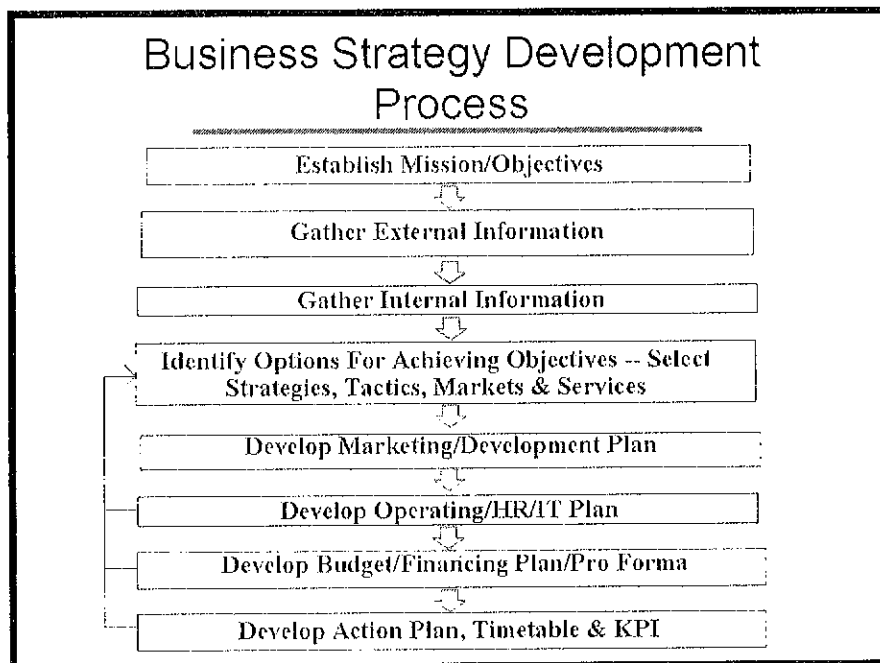 Business Strategy Development
Process
Establish Mission/Objectives
Gather External Information
Gather Internal Information
Identify Options For Achieving Objectives -- Select
Strategies, Tactics, Markets & Services
Develop Marketing/Development Plan
Develop Operating/HR/IT Plan
Develop Budget/Financing Plan/Pro Forma
Develop Action Plan, Timetable & KPI